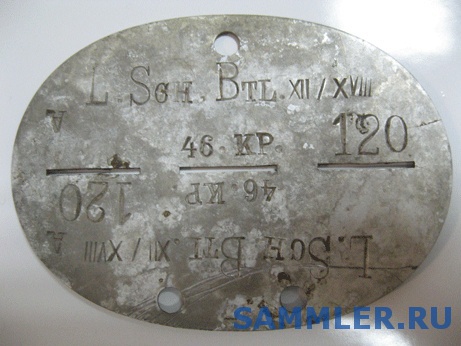 L. SCH. BTL. XII / XVIII
A
46. KP. 120
46. KP. 120
A
L. SCH. BTL. XII / XVIII
SAMMLER.RU